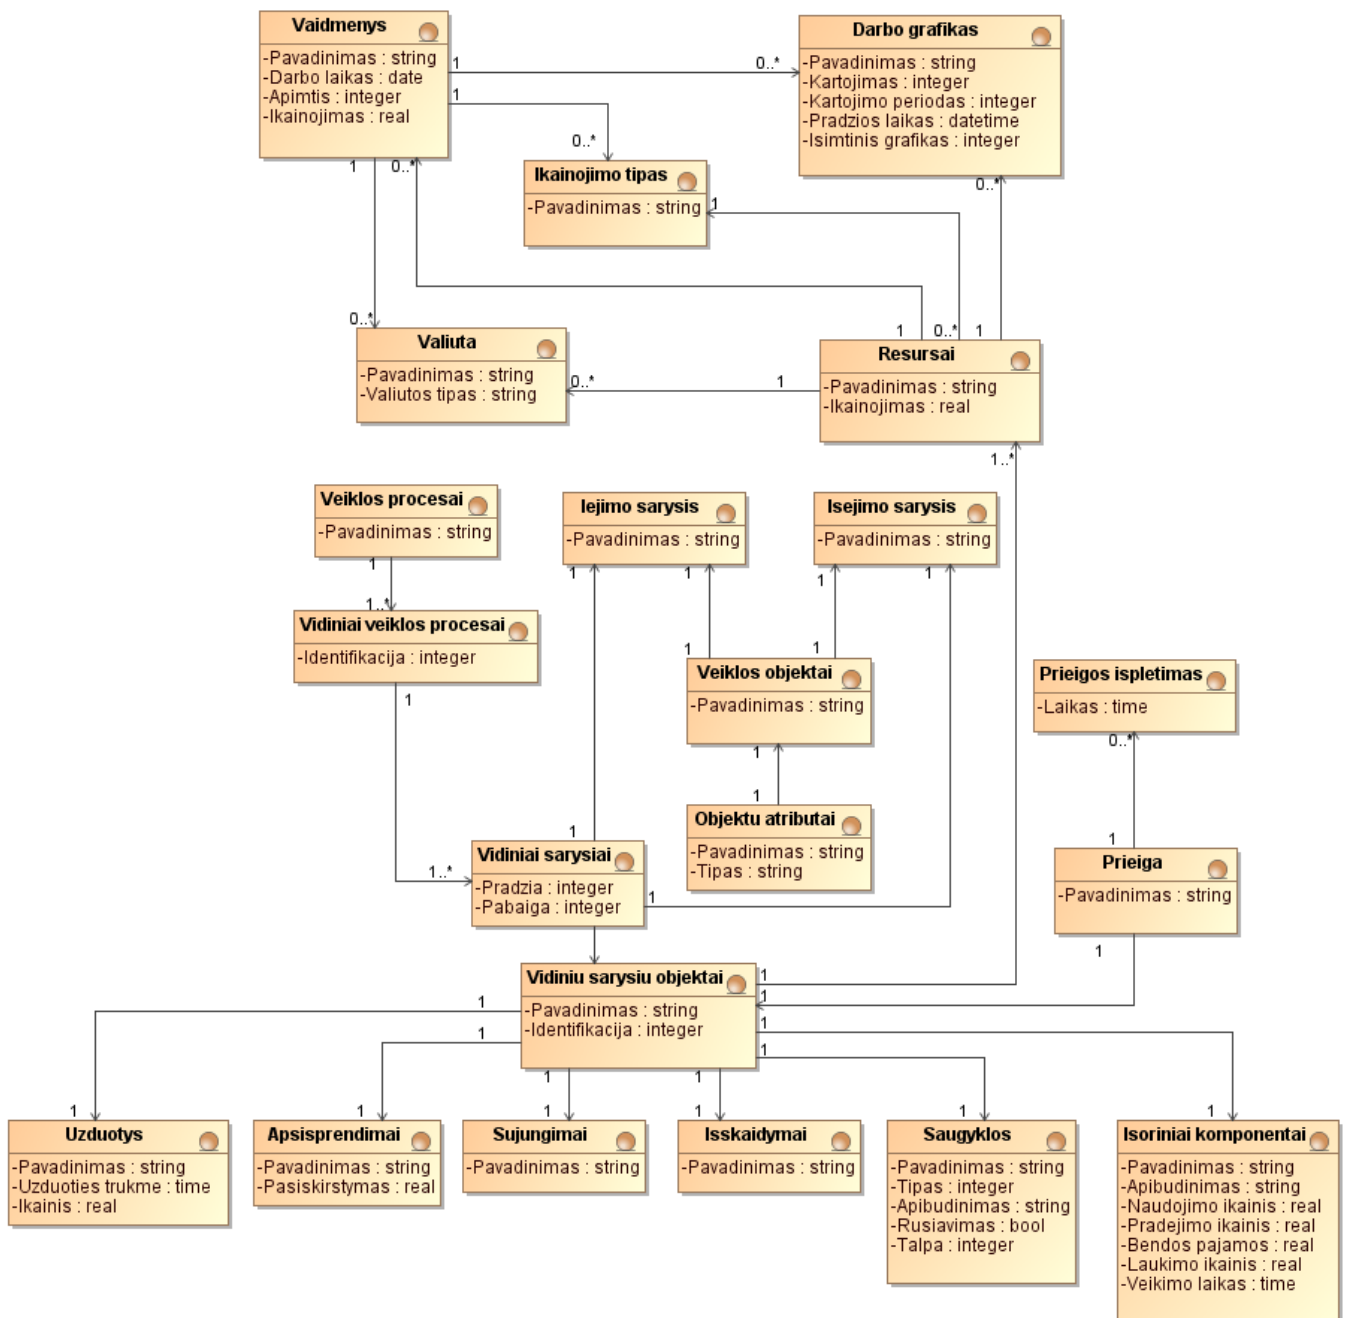 Vaidmenys
-Pavadinimas : string
-Darbo laikas : date
-Apimtis : integer
-Ikainojimas : real
1
0..*
1
0..*
1
0..*
Darbo grafikas
-Pavadinimas : string
-Kartojimas : integer
-Kartojimo periodas : integer
-Pradzios laikas : datetime
-Isimtinis grafikas : integer
0..*
Ikainojimo tipas
-Pavadinimas : string
1
0..*
Valiuta
-Pavadinimas : string
-Valiutos tipas : string
0..*
1
1
0..*
1
Resursai
-Pavadinimas : string
-Ikainojimas : real
1..*
Veiklos procesai
-Pavadinimas : string
1
1..*
Iejimo sarysis
-Pavadinimas : string
1
1
Isejimo sarysis
-Pavadinimas : string
1
1
Vidiniai veiklos procesai
-Identifikacija : integer
1
1..*
1
1
Veiklos objektai
-Pavadinimas : string
1
1
Objektu atributai
-Pavadinimas : string
-Tipas : string
Prieigos ispletimas
-Laikas : time
0..*
1
Prieiga
-Pavadinimas : string
1
1
Vidiniai sarysiai
-Pradzia : integer
-Pabaiga : integer
1
Vidiniu sarysiu objektai
-Pavadinimas : string
-Identifikacija : integer
1
1
1
1
1
1
1
1
1
1
1
1
1
1
Uzduotys
-Pavadinimas : string
-Uzduoties trukme : time
-Ikainis : real
Apsisprendimai
-Pavadinimas : string
-Pasiskirstymas : real
Sujungimai
-Pavadinimas : string
Isskaidymai
-Pavadinimas : string
Saugyklos
-Pavadinimas : string
-Tipas : integer
-Apibudinimas : string
-Rusiavimas : bool
-Talpa : integer
Isoriniai komponentai
-Pavadinimas : string
-Apibudinimas : string
-Naudojimo ikainis : real
-Pradejimo ikainis : real
-Bendos pajamos : real
-Laukimo ikainis : real
-Veikimo laikas : time